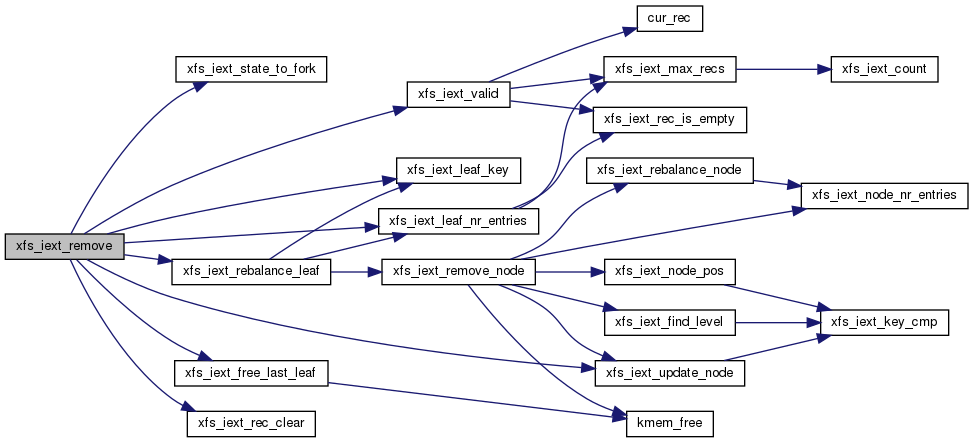 cur_rec
xfs_iext_state_to_fork
xfs_iext_max_recs
xfs_iext_count
xfs_iext_valid
xfs_iext_rec_is_empty
xfs_iext_leaf_key
xfs_iext_rebalance_node
xfs_iext_node_nr_entries
xfs_iext_leaf_nr_entries
xfs_iext_remove
xfs_iext_rebalance_leaf
xfs_iext_remove_node
xfs_iext_node_pos
xfs_iext_find_level
xfs_iext_key_cmp
xfs_iext_free_last_leaf
xfs_iext_update_node
xfs_iext_rec_clear
kmem_free